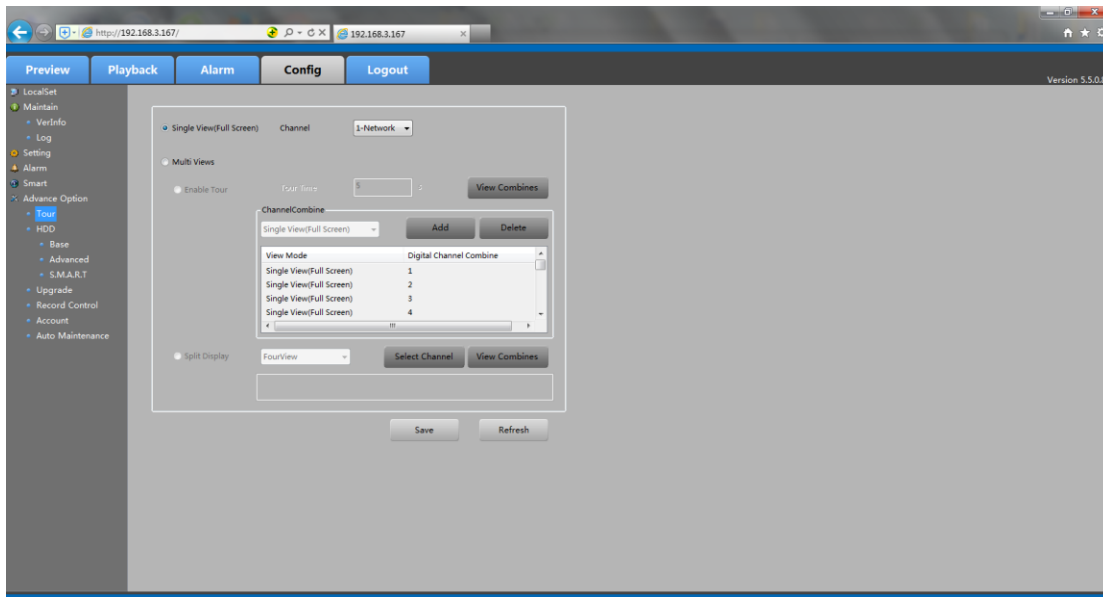 http://192.168.3.167/
192.168.3.167
Preview Playback Alarm Config Logout
Version 5.5.0.
LocalSet
Maintain
VerInfo
Log
Setting
Alarm
Smart
Advance Option
Tour
HDD
Base
Advanced
S.M.A.R.T
Upgrade
Record Control
Account
Auto Maintenance
Single View(Full Screen) Channel 1-Network
Multi Views
Enable Tour Tour Time 5 S View Combines
ChannelCombine
Single View(Full Screen) Add Delete
View Mode Digital Channel Combine
Single View(Full Screen) 1
Single View(Full Screen) 2
Single View(Full Screen) 3
Single View(Full Screen) 4
Split Display FourView Select Channel View Combines
Save Refresh